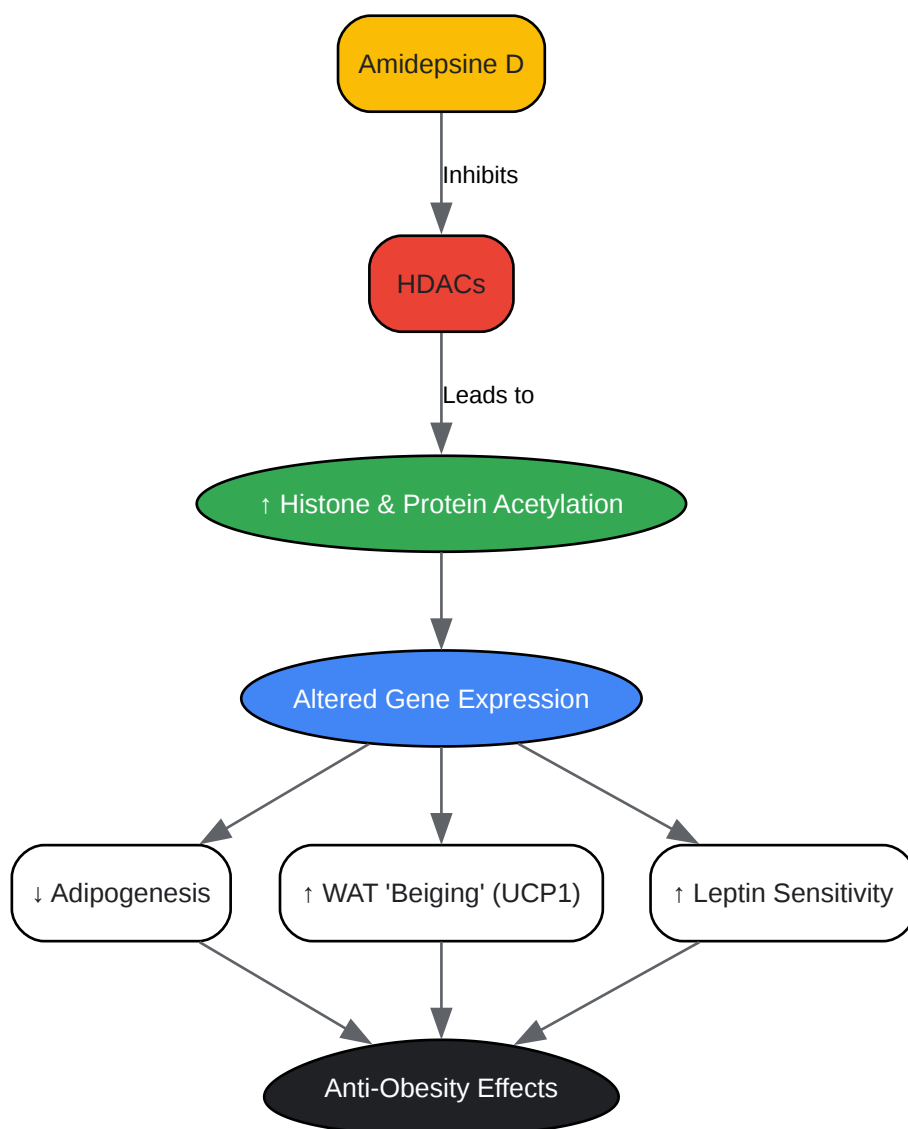 Amidepsine D
Inhibits
HDACs
Leads to
↑ Histone & Protein Acetylation
Altered Gene Expression
↓ Adipogenesis
↑ WAT 'Beiging' (UCP1)
↑ Leptin Sensitivity
Anti-Obesity Effects